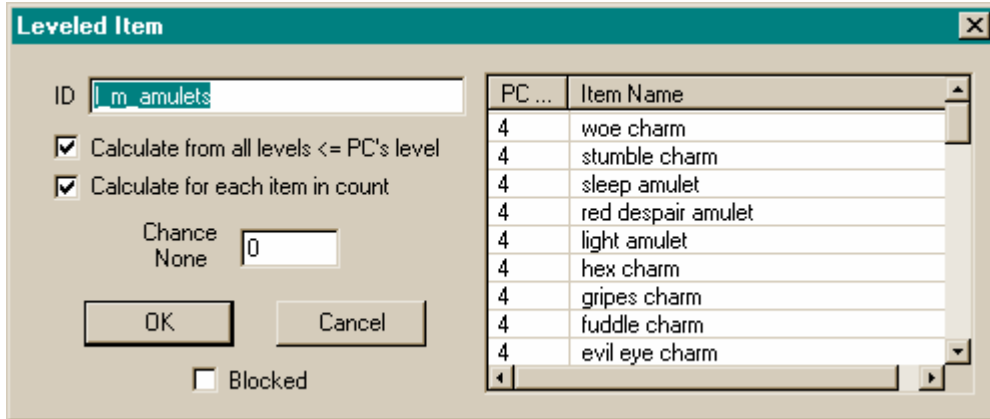 Leveled Item
ID l_m_amulets
Calculate from all levels <= PC's level
Calculate for each item in count
Chance
None 0
OK Cancel
Blocked
PC ... Item Name
4 woe charm
4 stumble charm
4 sleep amulet
4 red despair amulet
4 light amulet
4 hex charm
4 gripes charm
4 fuddle charm
4 evil eye charm